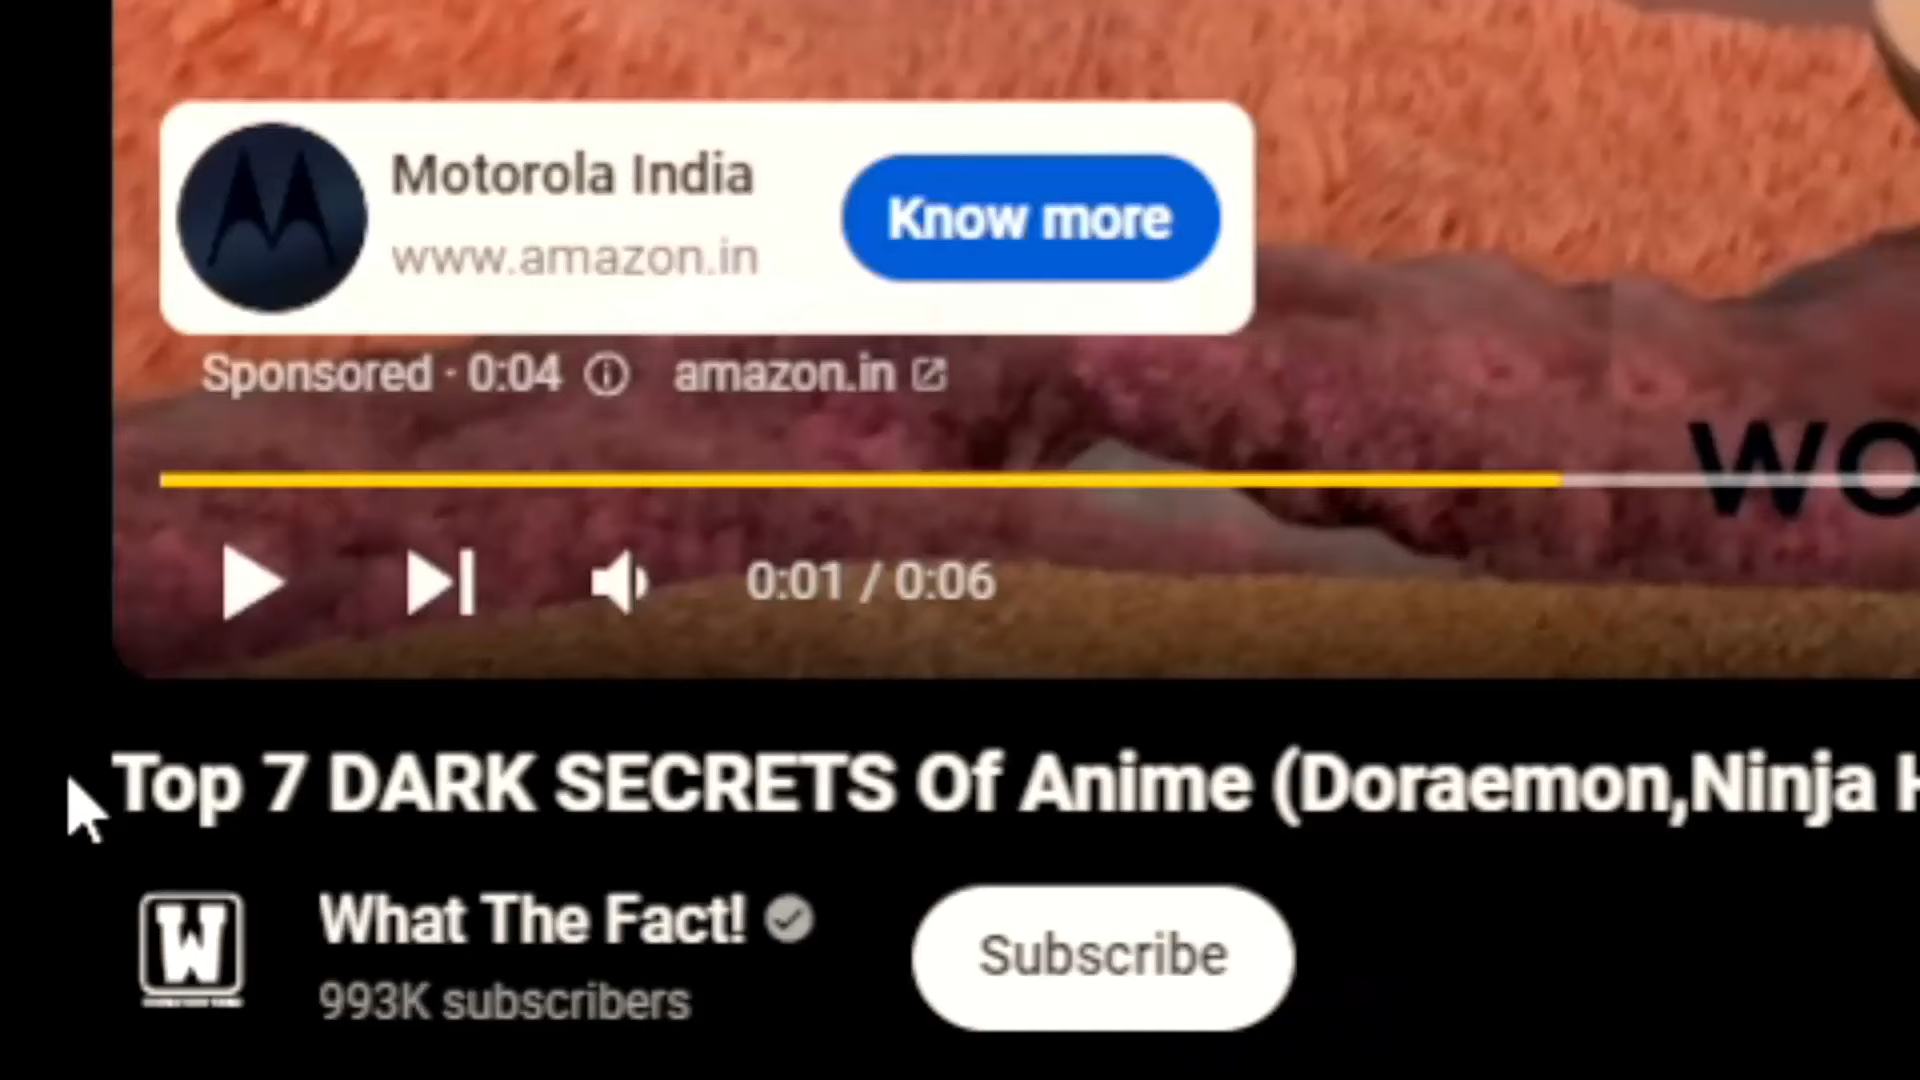 Motorola India
www.amazon.in
Know more
Sponsored · 0:04 amazon.in
WO
0:01 / 0:06
Top 7 DARK SECRETS Of Anime (Doraemon,Ninja H
What The Fact!
993K subscribers
Subscribe
W